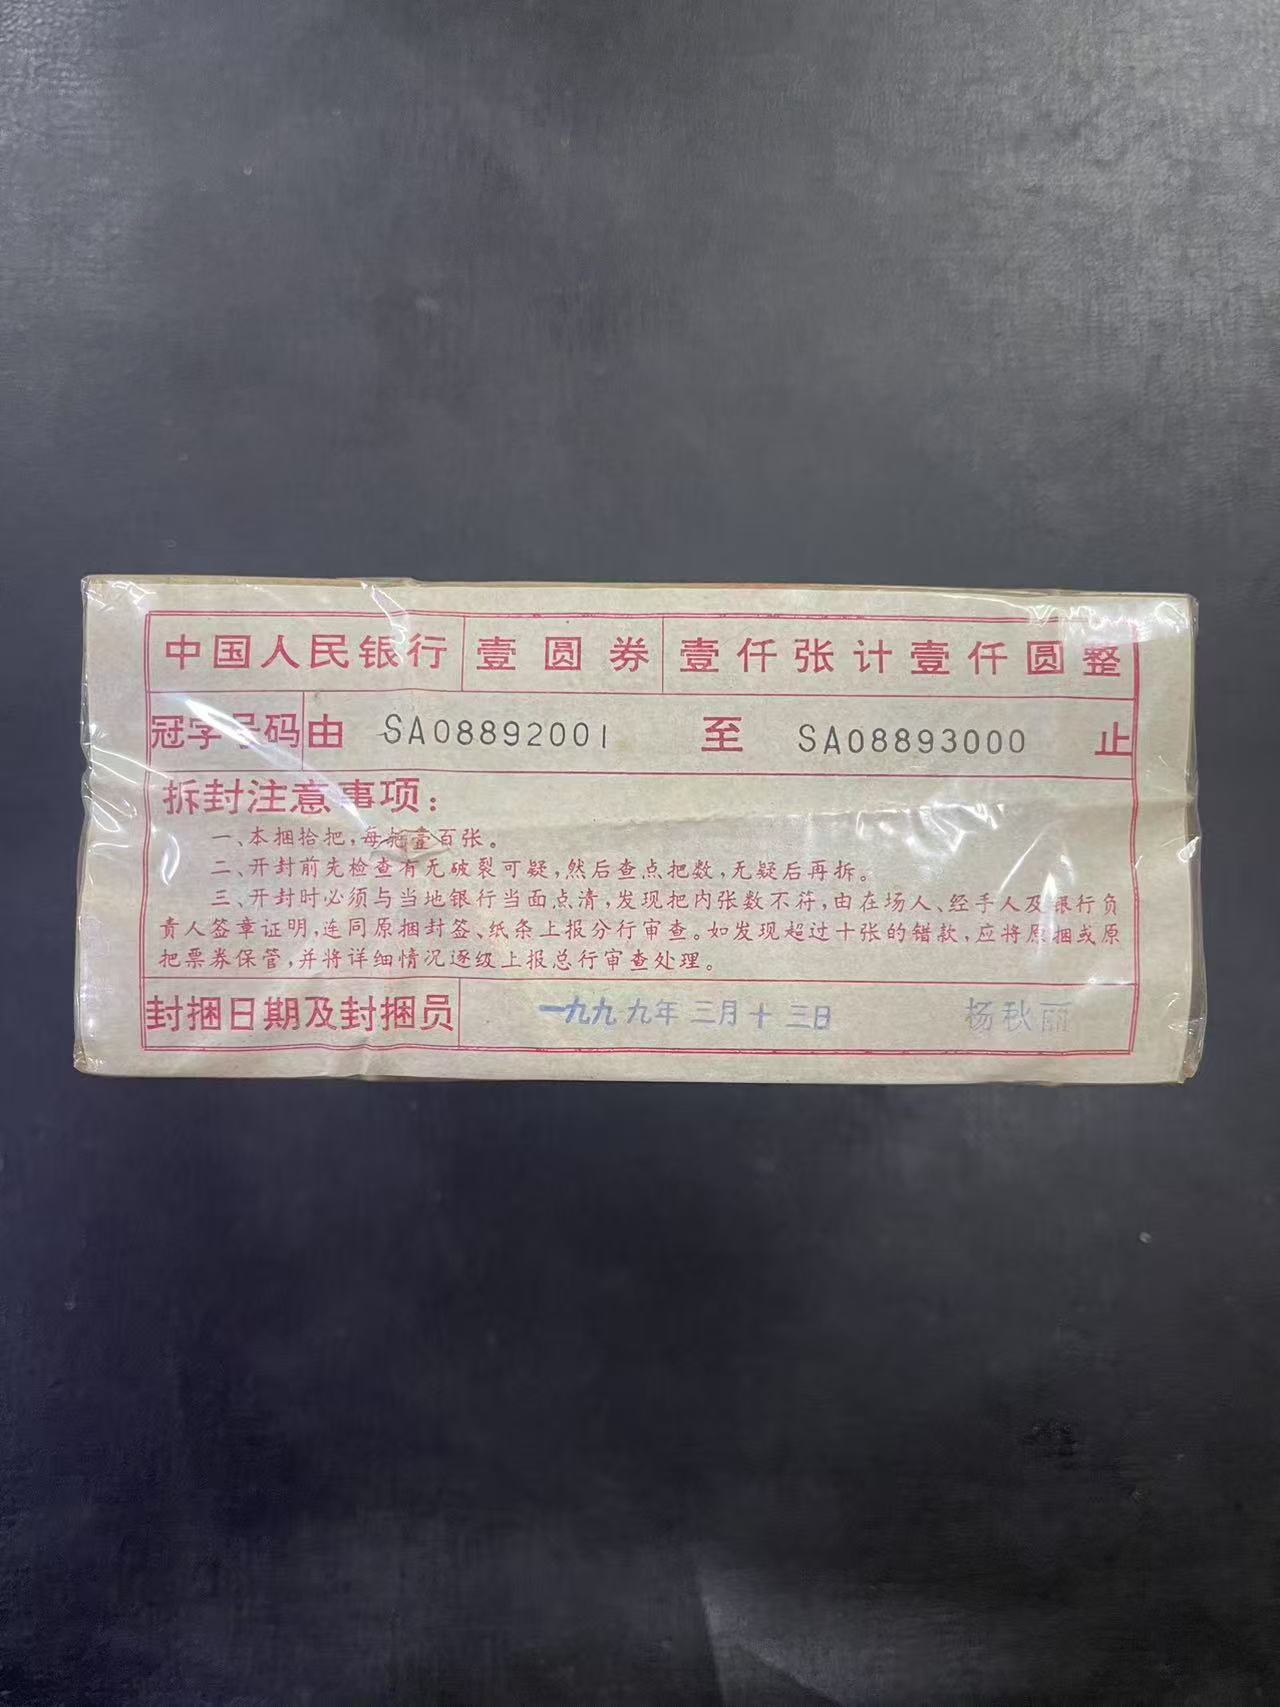 中国人民银行 壹圆券 壹仟张计壹仟圆整
冠字号码 由 SA08892001 至 SA08893000 止
拆封注意事项：
一、本捆拾把，每把壹百张。
二、开封前先检查有无破裂可疑，然后查点把数，无疑后再拆。
三、开封时必须与当地银行当面点清，发现把内张数不符，由在场人、经手人及银行负
责人签章证明，连同原捆封签、纸条上报分行审查。如发现超过十张的错款，应将原捆或原
把票券保管，并将详细情况逐级上报总行审查处理。
封捆日期及封捆员 一九九九年三月十三日 杨秋丽